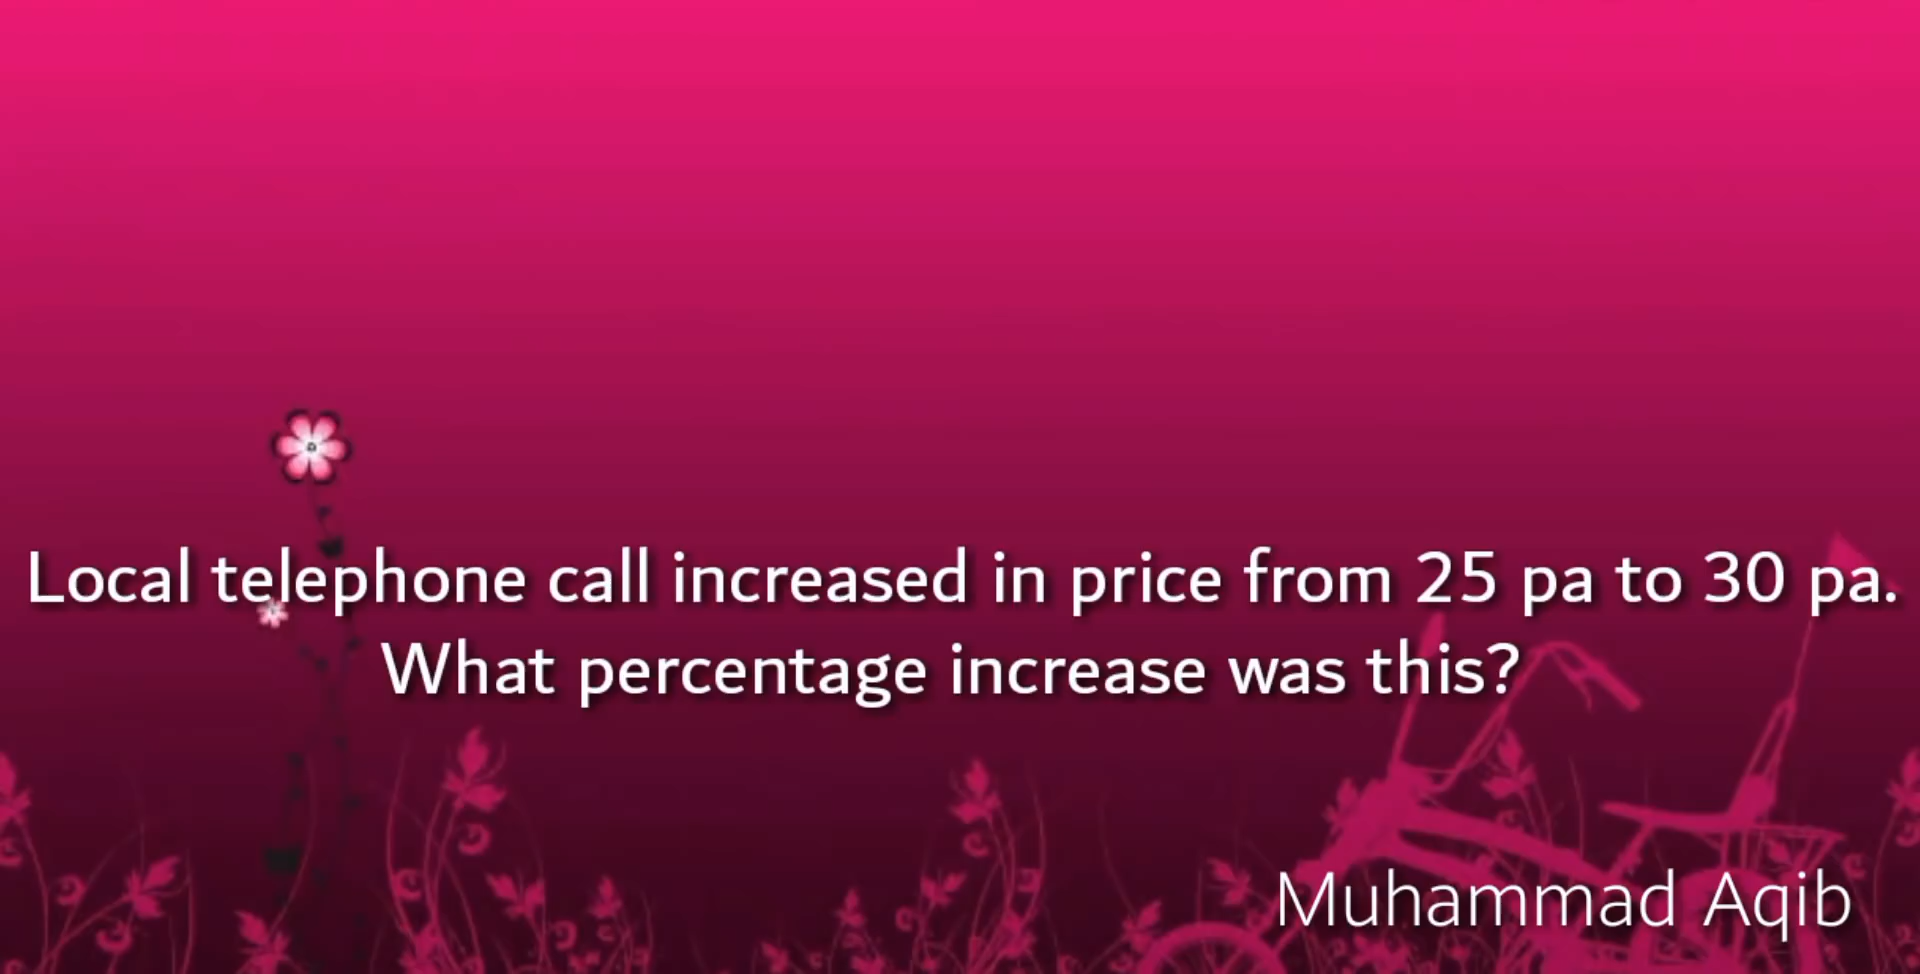 Local telephone call increased in price from 25 pa to 30 pa.
What percentage increase was this?
Muhammad Aqib